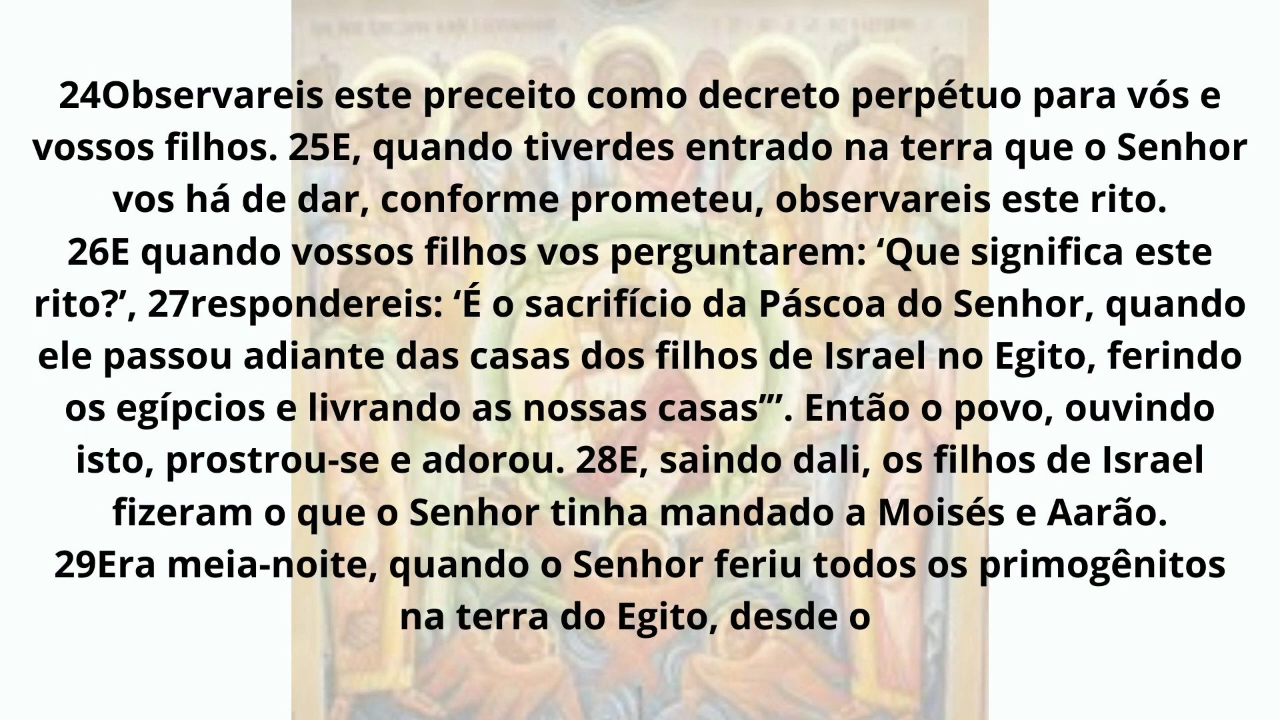 24Observareis este preceito como decreto perpétuo para vós e
vossos filhos. 25E, quando tiverdes entrado na terra que o Senhor
vos há de dar, conforme prometeu, observareis este rito.
26E quando vossos filhos vos perguntarem: ‘Que significa este
rito?’, 27respondereis: ‘É o sacrifício da Páscoa do Senhor, quando
ele passou adiante das casas dos filhos de Israel no Egito, ferindo
os egípcios e livrando as nossas casas’”. Então o povo, ouvindo
isto, prostrou-se e adorou. 28E, saindo dali, os filhos de Israel
fizeram o que o Senhor tinha mandado a Moisés e Aarão.
29Era meia-noite, quando o Senhor feriu todos os primogênitos
na terra do Egito, desde o